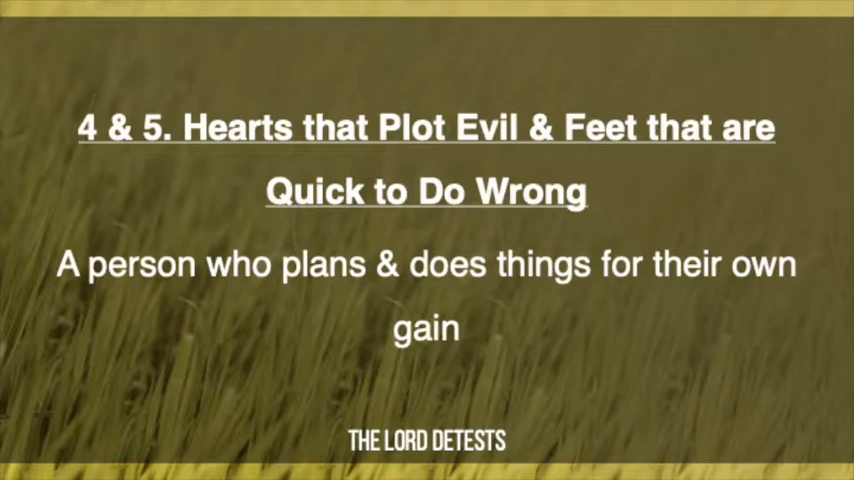 4 & 5. Hearts that Plot Evil & Feet that are
Quick to Do Wrong
A person who plans & does things for their own
gain
THE LORD DETESTS